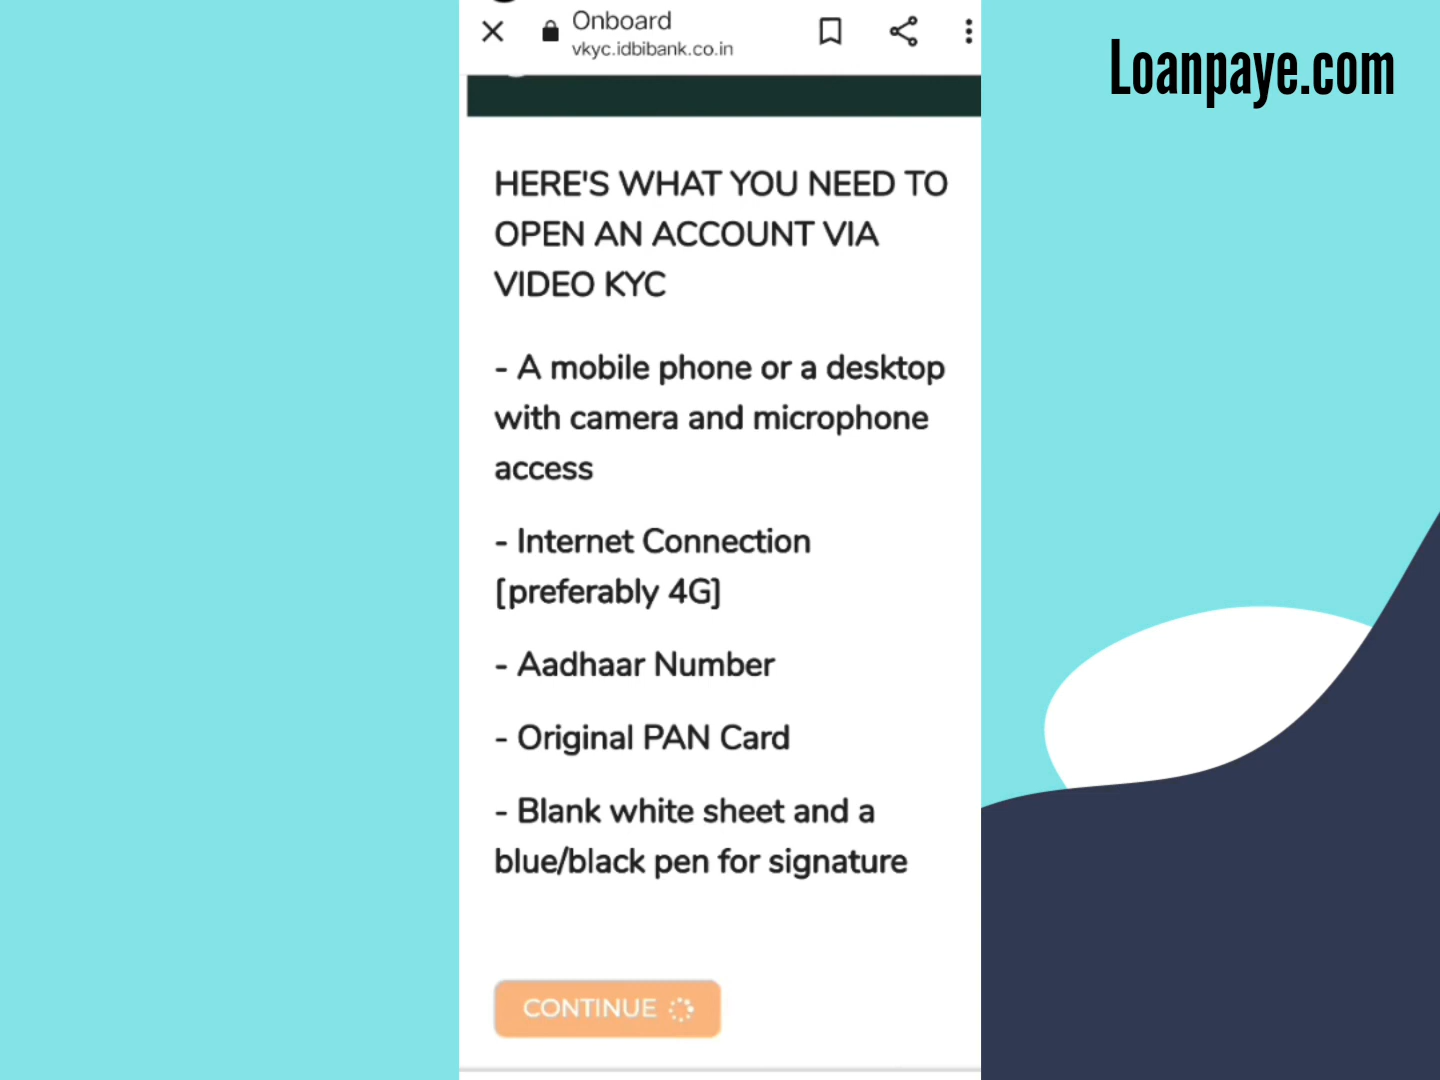 Onboard
vkyc.idbibank.co.in
Loanpaye.com
HERE'S WHAT YOU NEED TO
OPEN AN ACCOUNT VIA
VIDEO KYC
- A mobile phone or a desktop
with camera and microphone
access
- Internet Connection
[preferably 4G]
- Aadhaar Number
- Original PAN Card
- Blank white sheet and a
blue/black pen for signature
CONTINUE